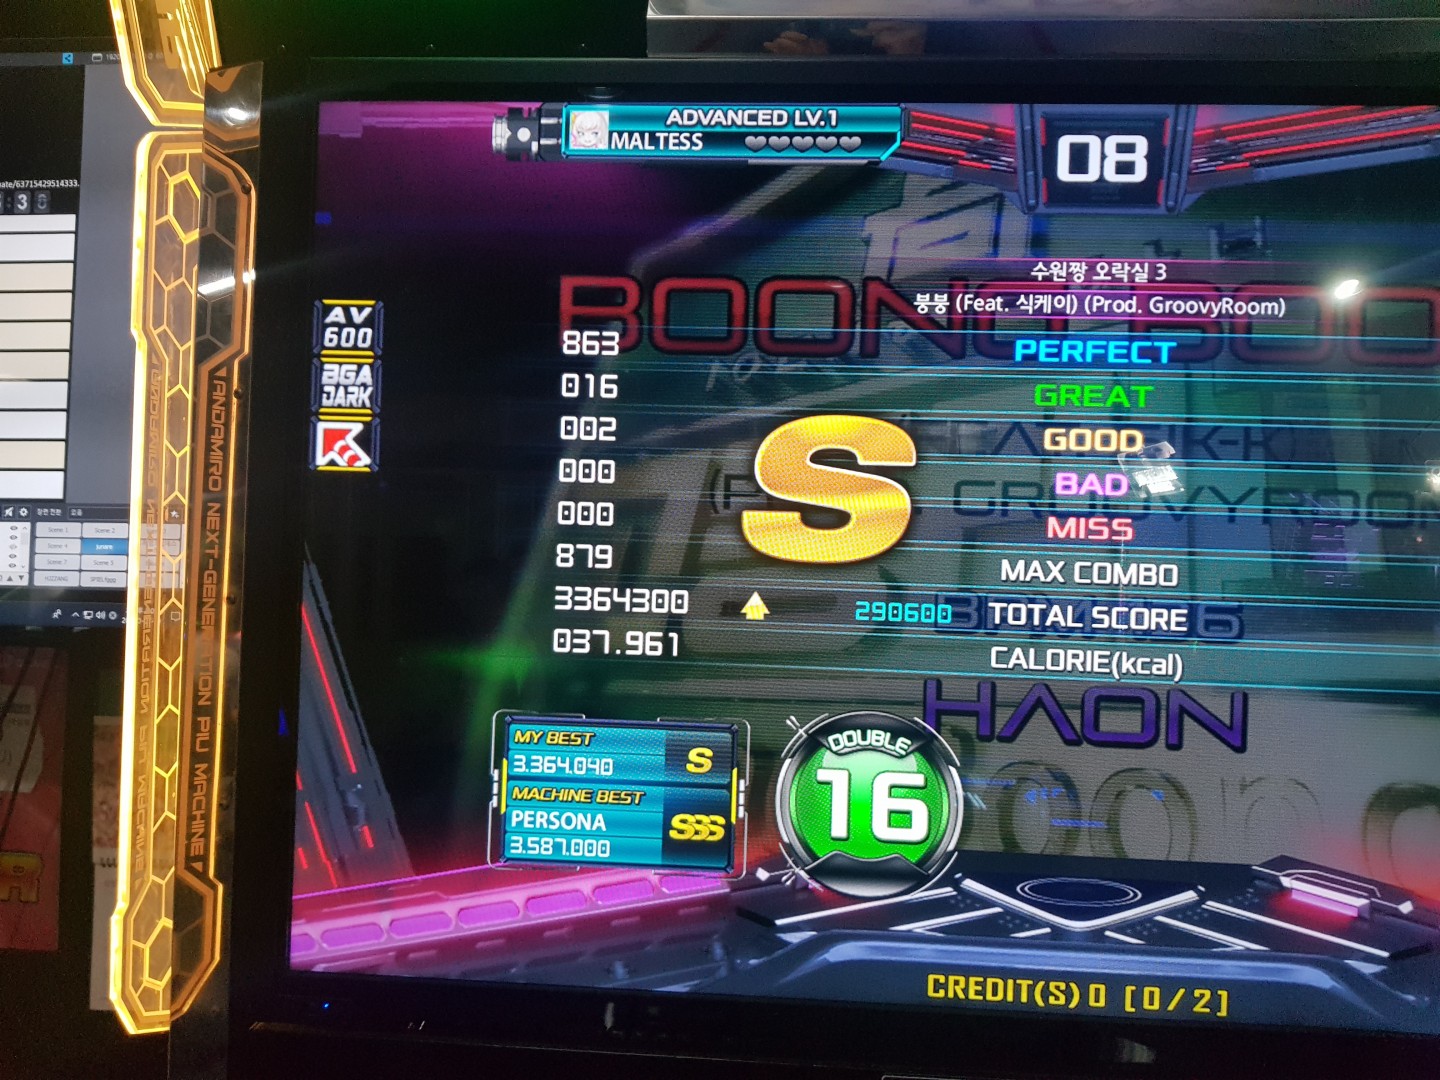 ADVANCED LV.1
MALTESS
08
수원짱 오락실 3
붕붕 (Feat. 식케이) (Prod. GroovyRoom)
AV
600
BGA
DARK
863 PERFECT
016 GREAT
002 GOOD
000 BAD
000 MISS
879 MAX COMBO
3364300 290600 TOTAL SCORE
037.961 CALORIE(kcal)
S
BOONG BOO
GROOVYROOM
HAON
MY BEST
3.364.040 S
MACHINE BEST
PERSONA
3.587.000 SSS
DOUBLE
16
CREDIT(S) 0 [0/2]
ANDAMIRO NEXT-GENERATION PIU MACHINE